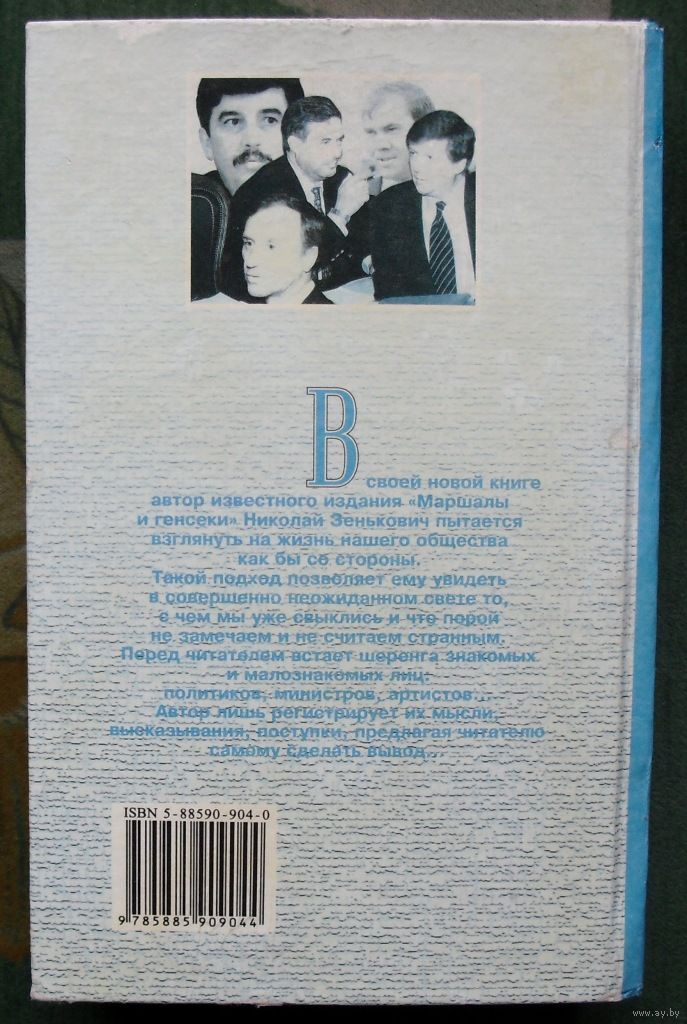 В своей новой книге
автор известного издания «Маршалы
и генсеки» Николай Зенькович пытается
взглянуть на жизнь нашего общества
как бы со стороны.
Такой подход позволяет ему увидеть
в совершенно неожиданном свете то,
с чем мы уже свыклись и что порой
не замечаем и не считаем странным.
Перед читателем встает шеренга знакомых
и малознакомых лиц:
политиков, министров, артистов...
Автор лишь регистрирует их мысли,
высказывания, поступки, предлагая читателю
самому сделать вывод...
ISBN 5-88590-904-0
9 785885 909044
www.ay.by